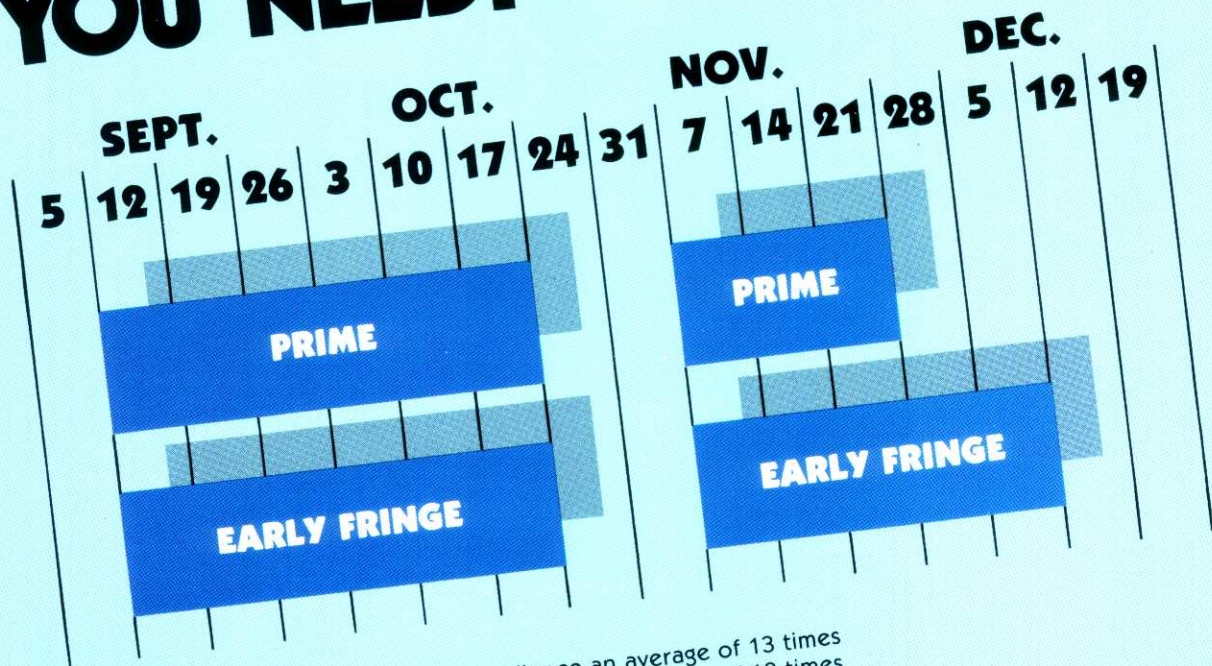 YOU NEED?
SEPT. OCT. NOV. DEC.
5 12 19 26 3 10 17 24 31 7 14 21 28 5 12 19
PRIME PRIME
EARLY FRINGE EARLY FRINGE
an average of 13 times
times